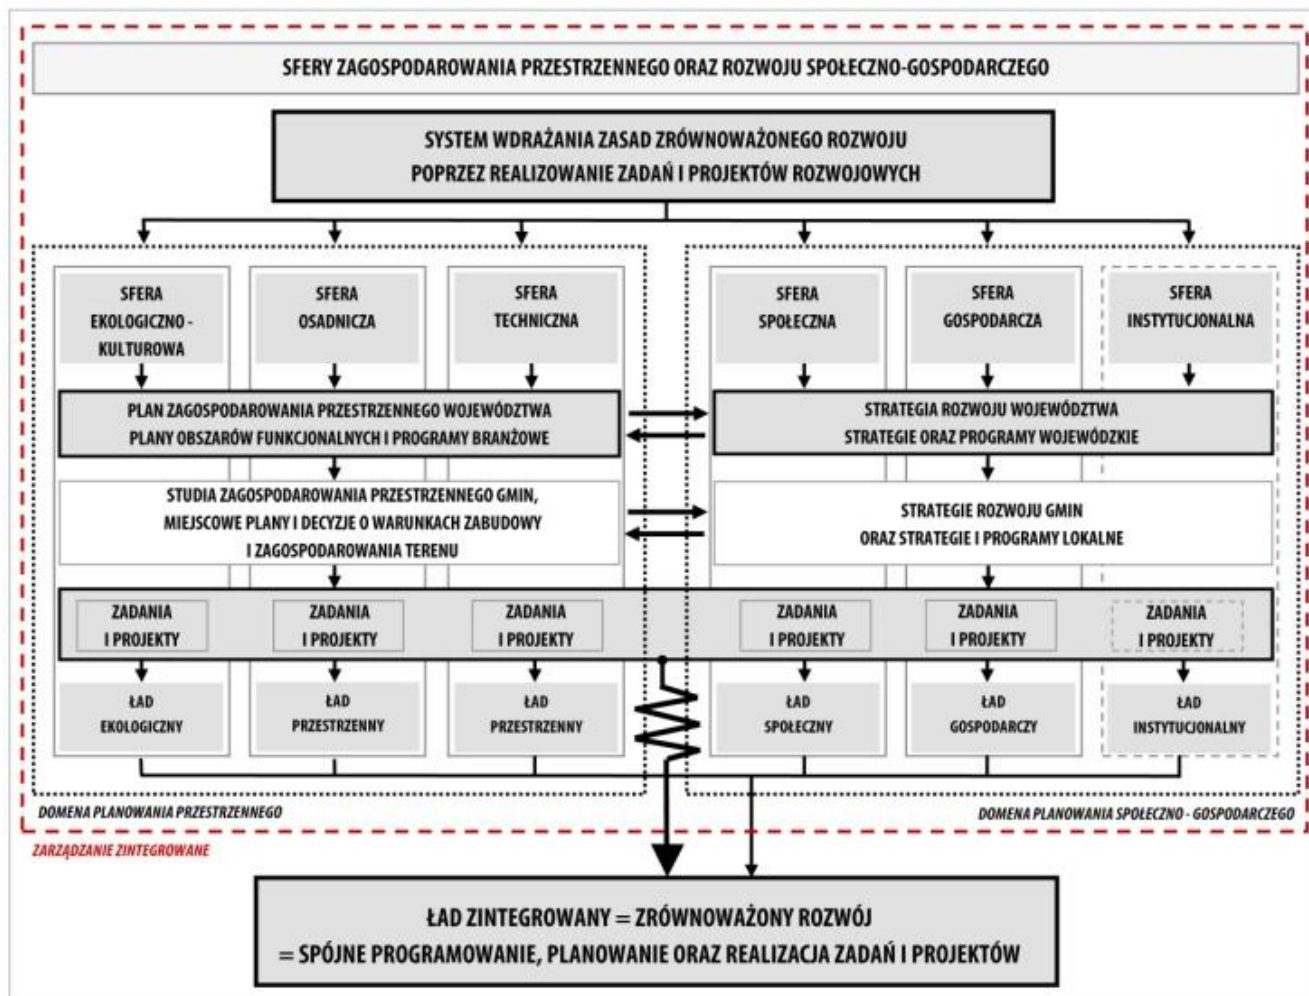 SFERY ZAGOSPODAROWANIA PRZESTRZENNEGO ORAZ ROZWOJU SPOŁECZNO-GOSPODARCZEGO
SYSTEM WDRAŻANIA ZASAD ZRÓWNOWAŻONEGO ROZWOJU
POPRZEZ REALIZOWANIE ZADAŃ I PROJEKTÓW ROZWOJOWYCH
SFERA
EKOLOGICZNO -
KULTUROWA
SFERA
OSADNICZA
SFERA
TECHNICZNA
SFERA
SPOŁECZNA
SFERA
GOSPODARCZA
SFERA
INSTYTUCJONALNA
PLAN ZAGOSPODAROWANIA PRZESTRZENNEGO WOJEWÓDZTWA
PLANY OBSZARÓW FUNKCJONALNYCH I PROGRAMY BRANŻOWE
STRATEGIA ROZWOJU WOJEWÓDZTWA
STRATEGIE ORAZ PROGRAMY WOJEWÓDZKIE
STUDIA ZAGOSPODAROWANIA PRZESTRZENNEGO GMIN,
MIEJSCOWE PLANY I DECYZJE O WARUNKACH ZABUDOWY
I ZAGOSPODAROWANIA TERENU
STRATEGIE ROZWOJU GMIN
ORAZ STRATEGIE I PROGRAMY LOKALNE
ZADANIA
I PROJEKTY
ZADANIA
I PROJEKTY
ZADANIA
I PROJEKTY
ZADANIA
I PROJEKTY
ZADANIA
I PROJEKTY
ZADANIA
I PROJEKTY
ŁAD
EKOLOGICZNY
ŁAD
PRZESTRZENNY
ŁAD
PRZESTRZENNY
ŁAD
SPOŁECZNY
ŁAD
GOSPODARCZY
ŁAD
INSTYTUCJONALNY
DOMENA PLANOWANIA PRZESTRZENNEGO
DOMENA PLANOWANIA SPOŁECZNO - GOSPODARCZEGO
ZARZĄDZANIE ZINTEGROWANE
ŁAD ZINTEGROWANY = ZRÓWNOWAŻONY ROZWÓJ
= SPÓJNE PROGRAMOWANIE, PLANOWANIE ORAZ REALIZACJA ZADAŃ I PROJEKTÓW